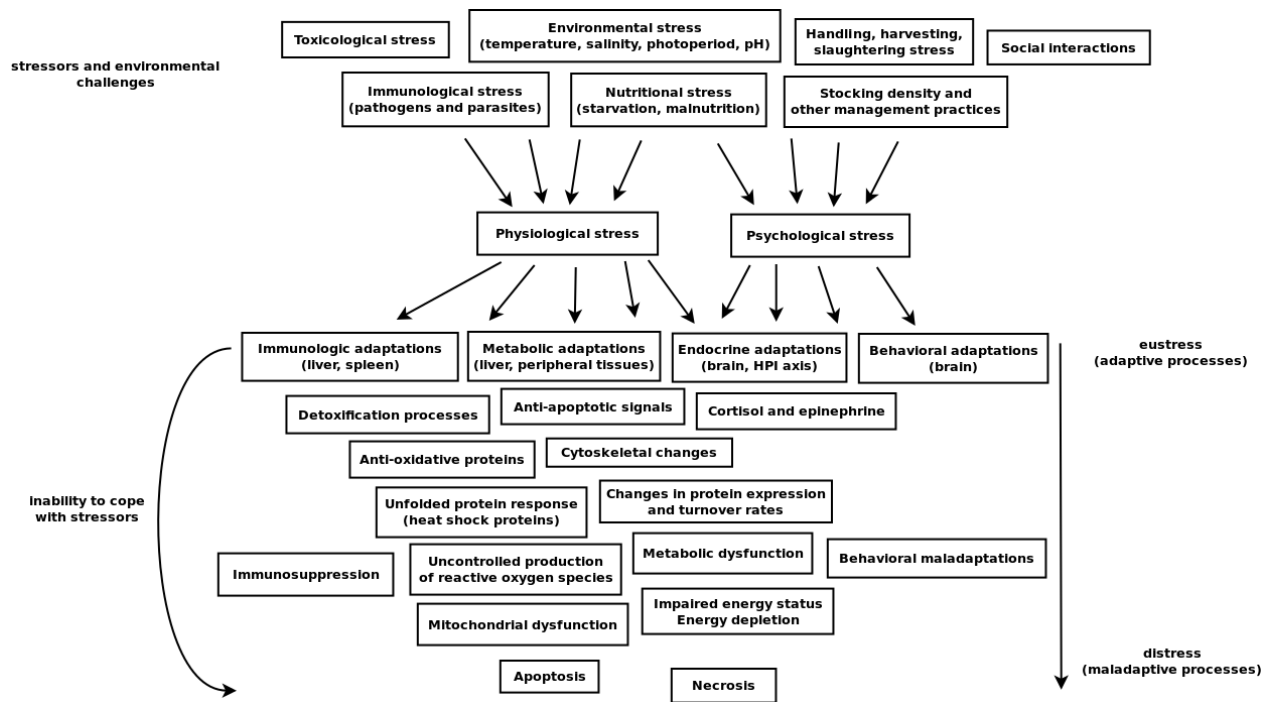 Toxicological stress
Environmental stress
(temperature, salinity, photoperiod, pH)
Handling, harvesting,
slaughtering stress
Social interactions
stressors and environmental
challenges
Immunological stress
(pathogens and parasites)
Nutritional stress
(starvation, malnutrition)
Stocking density and
other management practices
Physiological stress
Psychological stress
Immunologic adaptations
(liver, spleen)
Metabolic adaptations
(liver, peripheral tissues)
Endocrine adaptations
(brain, HPI axis)
Behavioral adaptations
(brain)
eustress
(adaptive processes)
Detoxification processes
Anti-apoptotic signals
Cortisol and epinephrine
Anti-oxidative proteins
Cytoskeletal changes
inability to cope
with stressors
Unfolded protein response
(heat shock proteins)
Changes in protein expression
and turnover rates
Immunosuppression
Uncontrolled production
of reactive oxygen species
Metabolic dysfunction
Behavioral maladaptations
Mitochondrial dysfunction
Impaired energy status
Energy depletion
distress
(maladaptive processes)
Apoptosis
Necrosis